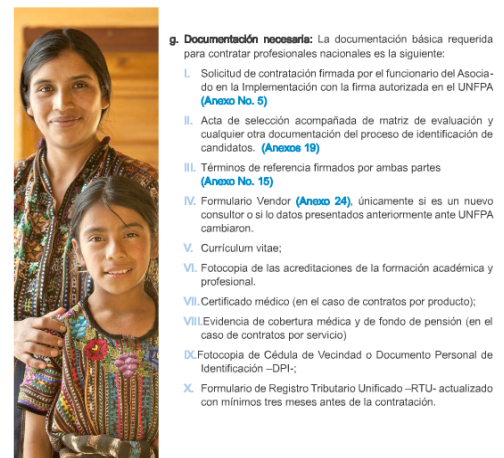 g. Documentación necesaria: La documentación básica requerida
para contratar profesionales nacionales es la siguiente:
I. Solicitud de contratación firmada por el funcionario del Asocia-
do en la Implementación con la firma autorizada en el UNFPA
(Anexo No. 5)
II. Acta de selección acompañada de matriz de evaluación y
cualquier otra documentación del proceso de identificación de
candidatos. (Anexos 19)
III. Términos de referencia firmados por ambas partes
(Anexo No. 15)
IV. Formulario Vendor (Anexo 24), únicamente si es un nuevo
consultor o si lo datos presentados anteriormente ante UNFPA
cambiaron.
V. Currículum vitae;
VI. Fotocopia de las acreditaciones de la formación académica y
profesional.
VII. Certificado médico (en el caso de contratos por producto);
VIII. Evidencia de cobertura médica y de fondo de pensión (en el
caso de contratos por servicio)
IX. Fotocopia de Cédula de Vecindad o Documento Personal de
Identificación –DPI-;
X. Formulario de Registro Tributario Unificado –RTU- actualizado
con mínimos tres meses antes de la contratación.